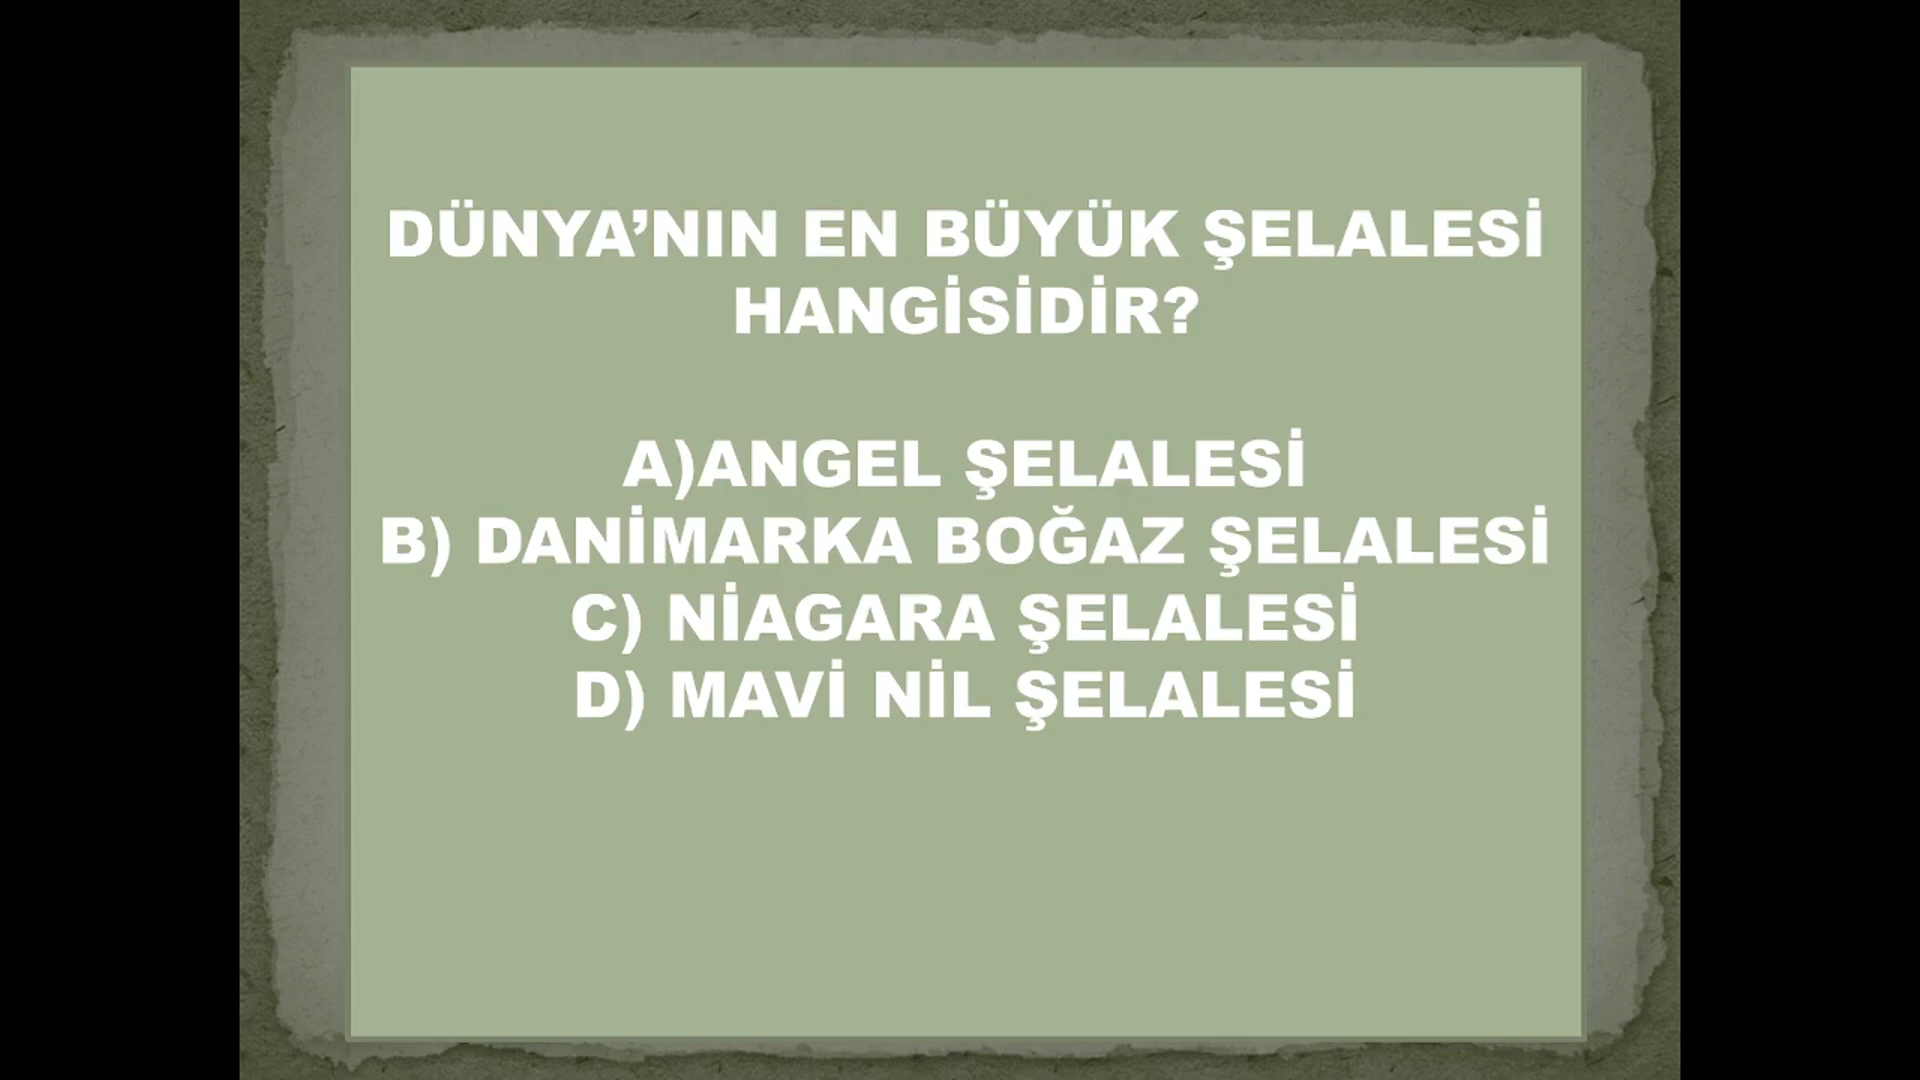 DÜNYA’NIN EN BÜYÜK ŞELALESİ
HANGİSİDİR?
A)ANGEL ŞELALESİ
B) DANİMARKA BOĞAZ ŞELALESİ
C) NİAGARA ŞELALESİ
D) MAVİ NİL ŞELALESİ